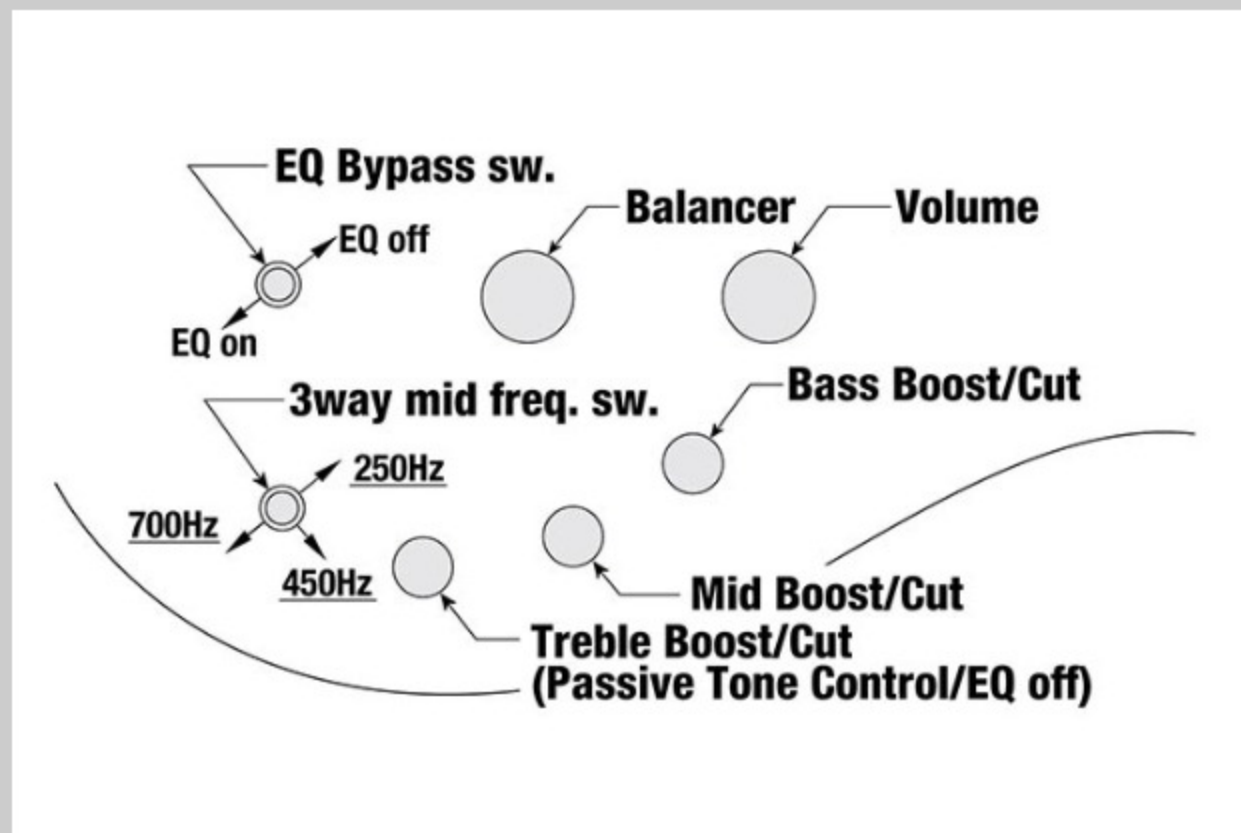 EQ Bypass sw.
EQ off
EQ on
Balancer
Volume
3way mid freq. sw.
250Hz
700Hz
450Hz
Bass Boost/Cut
Mid Boost/Cut
Treble Boost/Cut
(Passive Tone Control/EQ off)